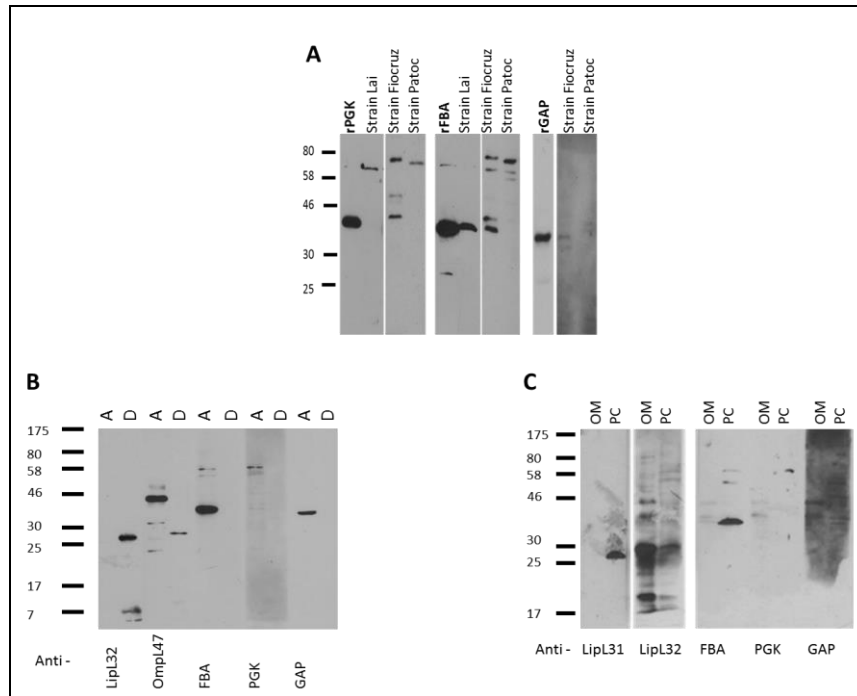 A
rPGK
Strain Lai
Strain Fiocruz
Strain Patoc
rFBA
Strain Lai
Strain Fiocruz
Strain Patoc
rGAP
Strain Fiocruz
Strain Patoc
80
58
46
30
25
B
A D A D A D A D A D
175
80
58
46
30
25
17
7
Anti - LipL32 OmpL47 FBA PGK GAP
C
OM PC OM PC OM PC OM PC OM PC
175
80
58
46
30
25
17
Anti - LipL31 LipL32 FBA PGK GAP